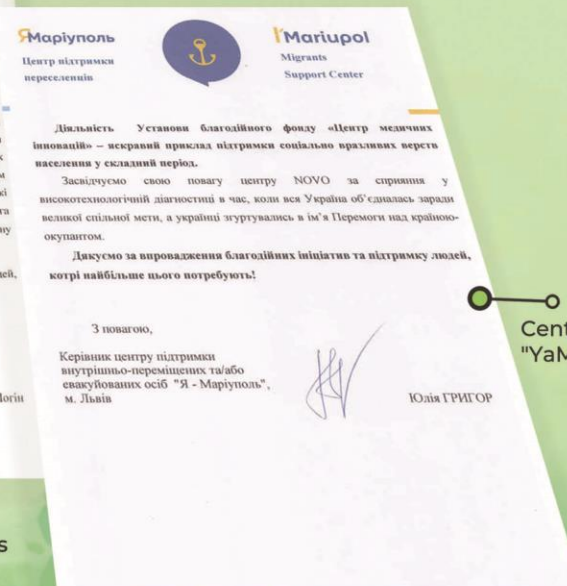 ЯМаріуполь
Центр підтримки
переселенців
I'Mariupol
Migrants
Support Center
Діяльність Установи благодійного фонду «Центр медичних
інновацій» – яскравий приклад підтримки соціально вразливих верств
населення у складний період.
Засвідчуємо свою повагу центру NOVO за сприяння у
високотехнологічній діагностиці в час, коли вся Україна об'єдналась заради
великої спільної мети, а українці згуртувались в ім'я Перемоги над країною-
окупантом.
Дякуємо за впровадження благодійних ініціатив та підтримку людей,
котрі найбільше цього потребують!
З повагою,
Керівник центру підтримки
внутрішньо-переміщених та/або
евакуйованих осіб "Я - Маріуполь",
м. Львів
Юлія ГРИГОР
Cent
"YaM